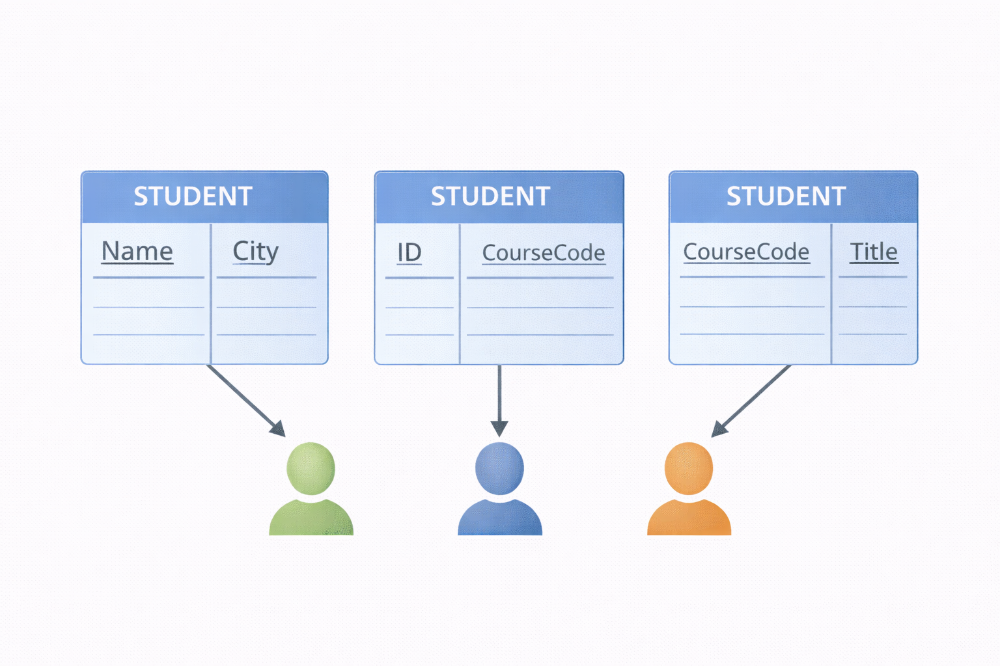 STUDENT
Name City
STUDENT
ID CourseCode
STUDENT
CourseCode Title